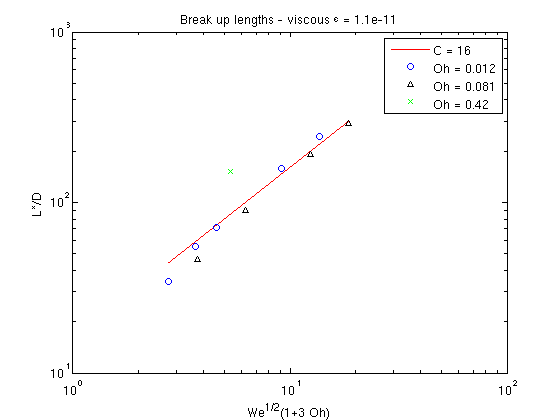 Break up lengths - viscous ϵ = 1.1e-11
10³
C = 16
Oh = 0.012
Oh = 0.081
Oh = 0.42
L*/D
10²
10¹
10⁰
10¹
10²
We^1/2(1+3 Oh)